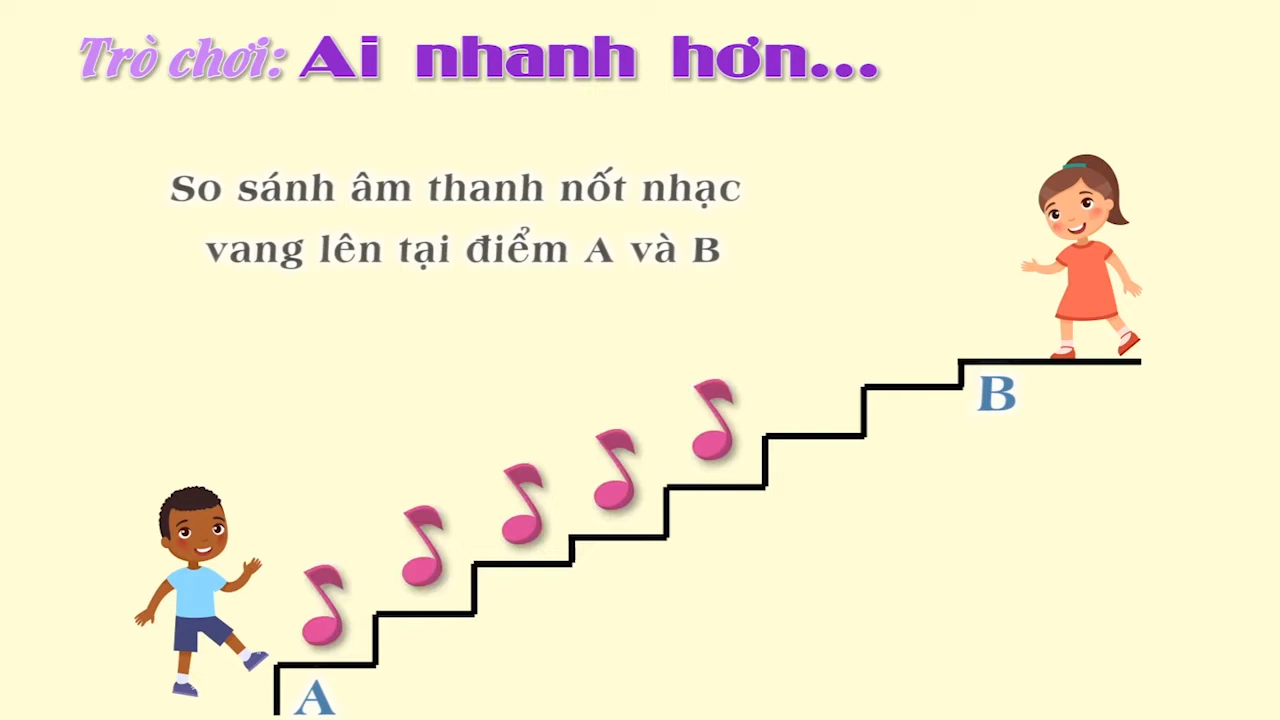 Trò chơi: Ai nhanh hơn...
So sánh âm thanh nốt nhạc
vang lên tại điểm A và B
B
A